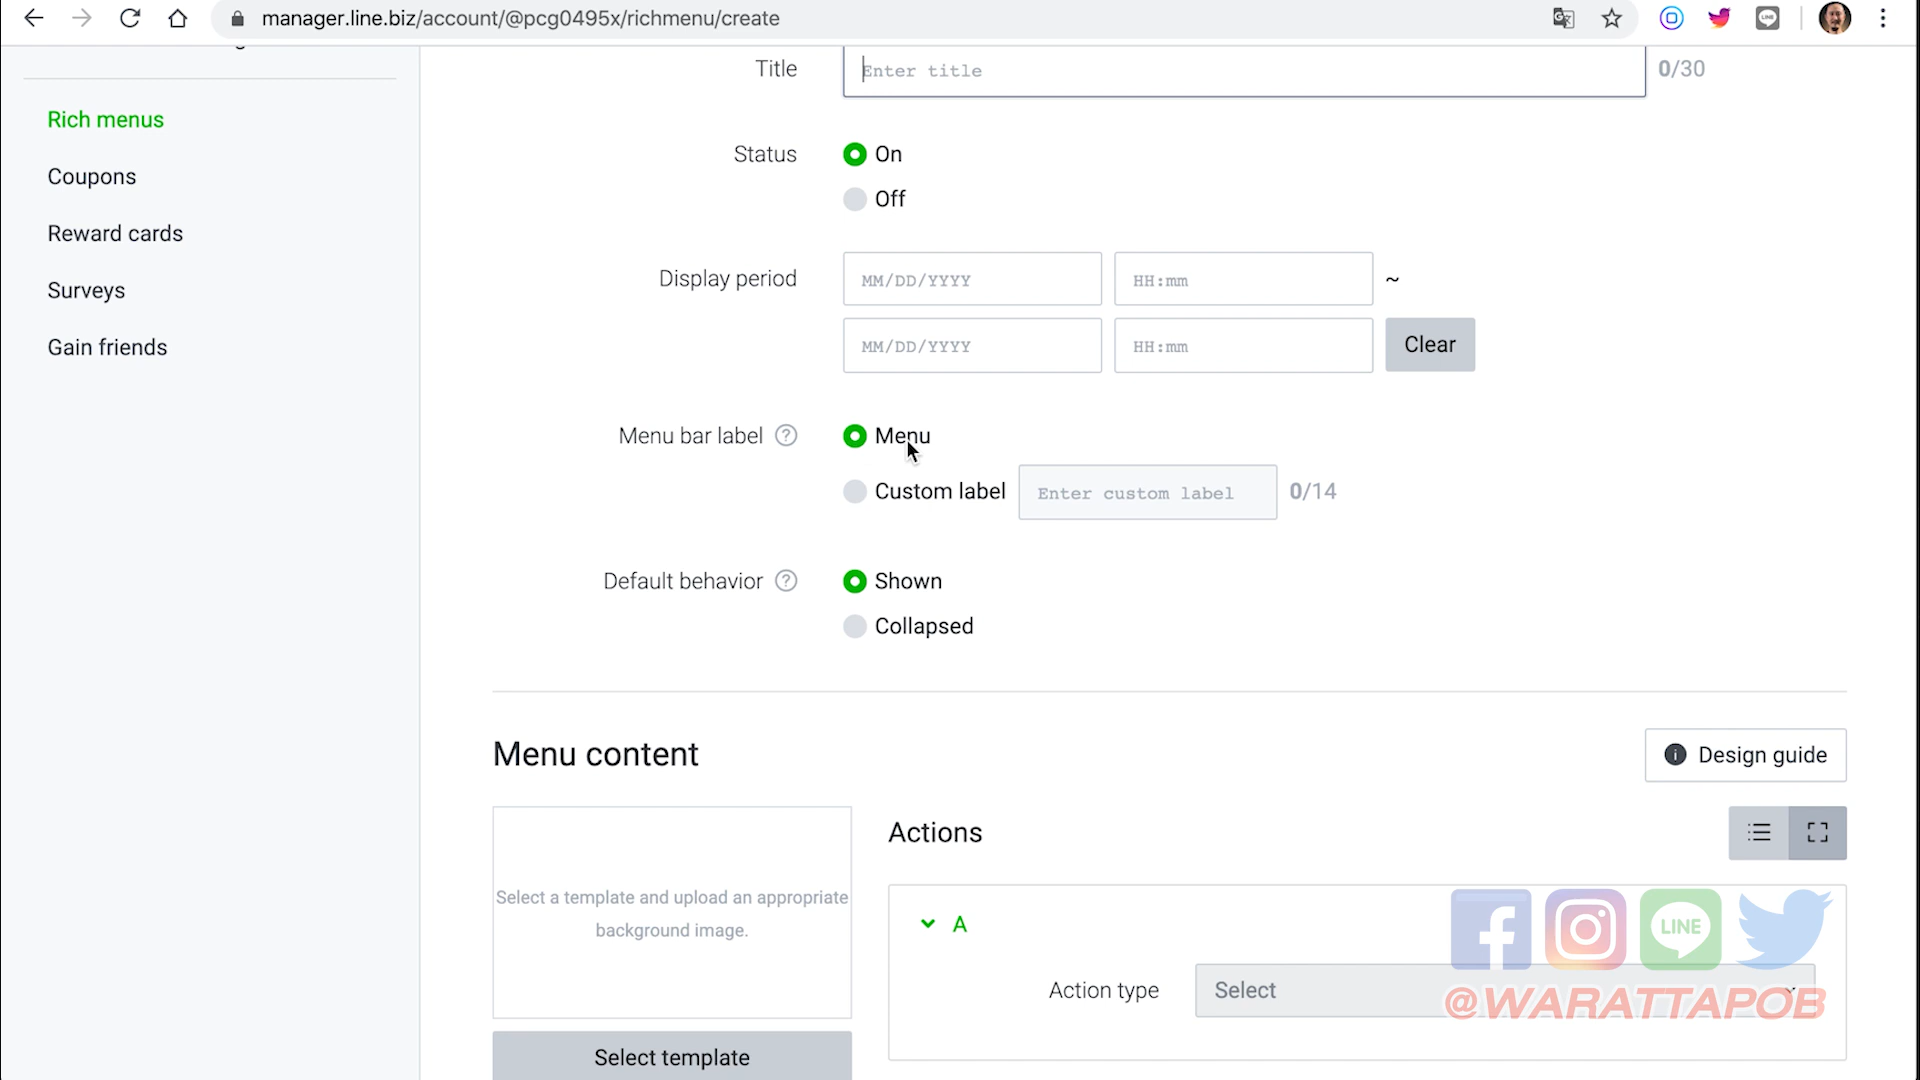 manager.line.biz/account/@pcg0495x/richmenu/create
Rich menus
Coupons
Reward cards
Surveys
Gain friends
Title
Enter title
0/30
Status
On
Off
Display period
MM/DD/YYYY
HH:mm
~
MM/DD/YYYY
HH:mm
Clear
Menu bar label ?
Menu
Custom label
Enter custom label
0/14
Default behavior ?
Shown
Collapsed
Menu content
Design guide
Select a template and upload an appropriate
background image.
Select template
Actions
A
Action type
Select
LINE
@WARATTAPOB